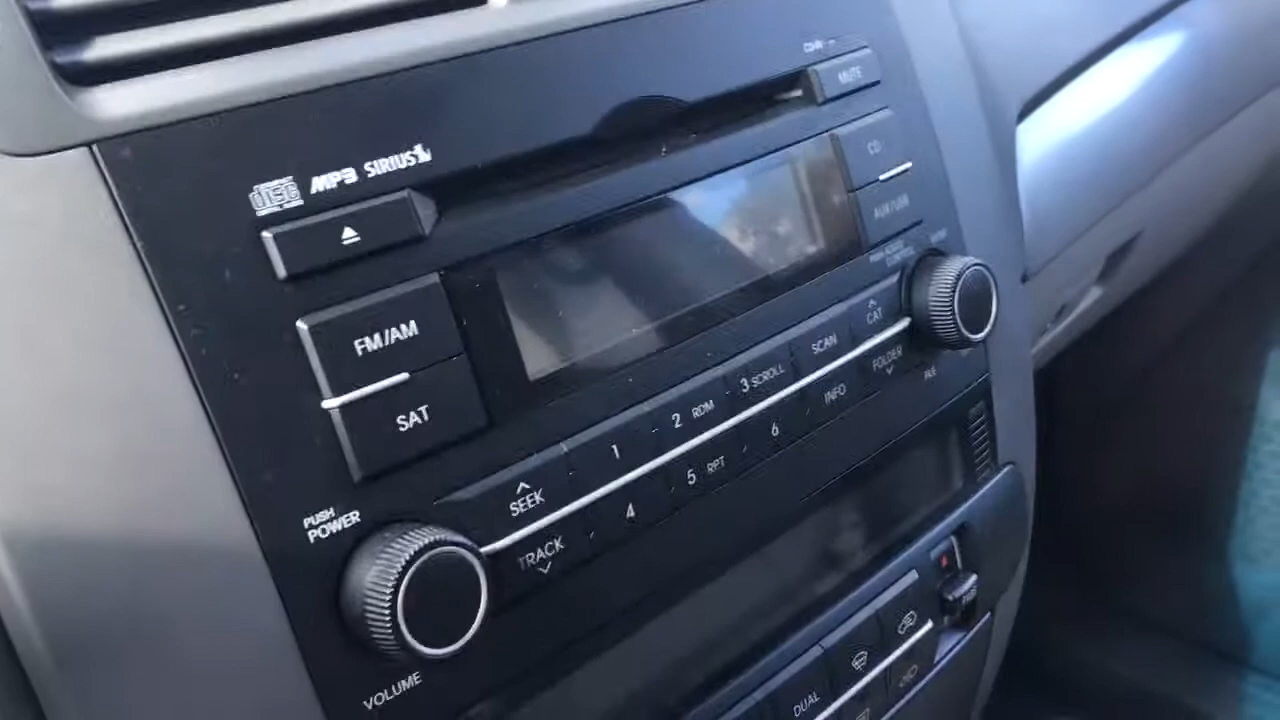 MUTE
disc MP3 SIRIUS
CD
AUX/USB
FM/AM
SAT
CAT
SCAN
3 SCROLL
2 RDM
1
SEEK
FOLDER
INFO
6
5 RPT
4
TRACK
FILE
PUSH
POWER
VOLUME
DUAL